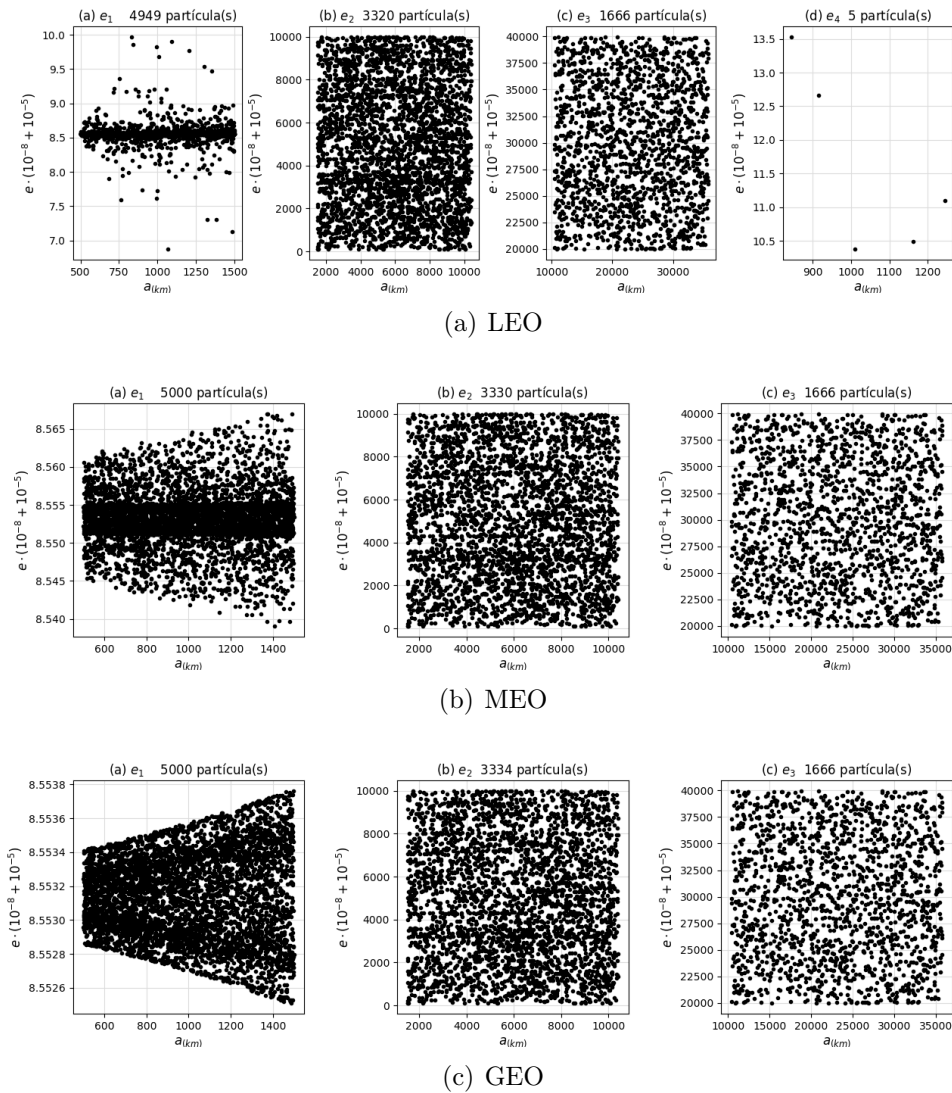 (a) e₁ 4949 partícula(s) (b) e₂ 3320 partícula(s) (c) e₃ 1666 partícula(s) (d) e₄ 5 partícula(s)
10.0 9.5 9.0 8.5 8.0 7.5 7.0
e · (10⁻⁸ + 10⁻⁵)
500 750 1000 1250 1500
a(km)
10000 8000 6000 4000 2000 0
e · (10⁻⁸ + 10⁻⁵)
2000 4000 6000 8000 10000
a(km)
40000 37500 35000 32500 30000 27500 25000 22500 20000
e · (10⁻⁸ + 10⁻⁵)
10000 20000 30000
a(km)
13.5 13.0 12.5 12.0 11.5 11.0 10.5
e · (10⁻⁸ + 10⁻⁵)
900 1000 1100 1200
a(km)
(a) LEO
(a) e₁ 5000 partícula(s) (b) e₂ 3330 partícula(s) (c) e₃ 1666 partícula(s)
8.565 8.560 8.555 8.550 8.545 8.540
e · (10⁻⁸ + 10⁻⁵)
600 800 1000 1200 1400
a(km)
10000 8000 6000 4000 2000 0
e · (10⁻⁸ + 10⁻⁵)
2000 4000 6000 8000 10000
a(km)
40000 37500 35000 32500 30000 27500 25000 22500 20000
e · (10⁻⁸ + 10⁻⁵)
10000 15000 20000 25000 30000 35000
a(km)
(b) MEO
(a) e₁ 5000 partícula(s) (b) e₂ 3334 partícula(s) (c) e₃ 1666 partícula(s)
8.5538 8.5536 8.5534 8.5532 8.5530 8.5528 8.5526
e · (10⁻⁸ + 10⁻⁵)
600 800 1000 1200 1400
a(km)
10000 8000 6000 4000 2000 0
e · (10⁻⁸ + 10⁻⁵)
2000 4000 6000 8000 10000
a(km)
40000 37500 35000 32500 30000 27500 25000 22500 20000
e · (10⁻⁸ + 10⁻⁵)
10000 15000 20000 25000 30000 35000
a(km)
(c) GEO